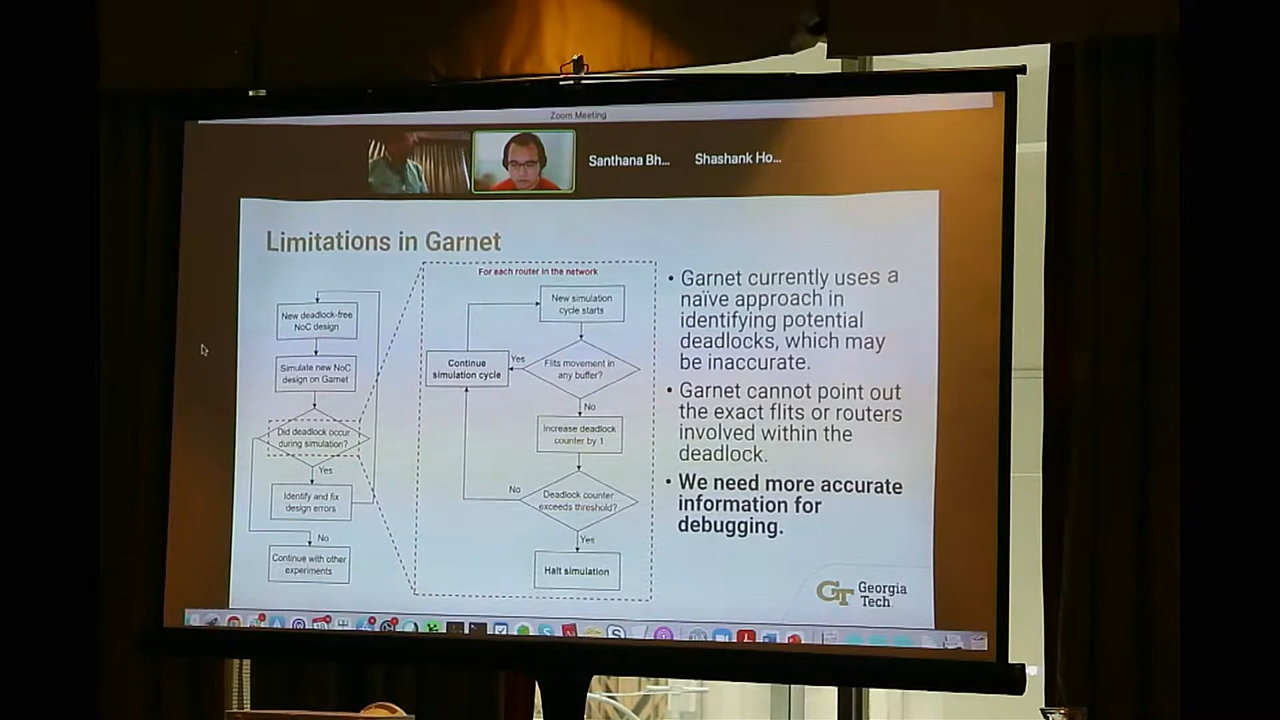 Zoom Meeting
Santhana Bh...
Shashank Ho...
Limitations in Garnet
New deadlock-free
NoC design
Simulate new NoC
design on Garnet
Did deadlock occur
during simulation?
Yes
Identify and fix
design errors
No
Continue with other
experiments
For each router in the network
New simulation
cycle starts
Continue
simulation cycle
Yes
Flits movement in
any buffer?
No
Increase deadlock
counter by 1
No
Deadlock counter
exceeds threshold?
Yes
Halt simulation
• Garnet currently uses a
naïve approach in
identifying potential
deadlocks, which may
be inaccurate.
• Garnet cannot point out
the exact flits or routers
involved within the
deadlock.
• We need more accurate
information for
debugging.
GT Georgia
Tech